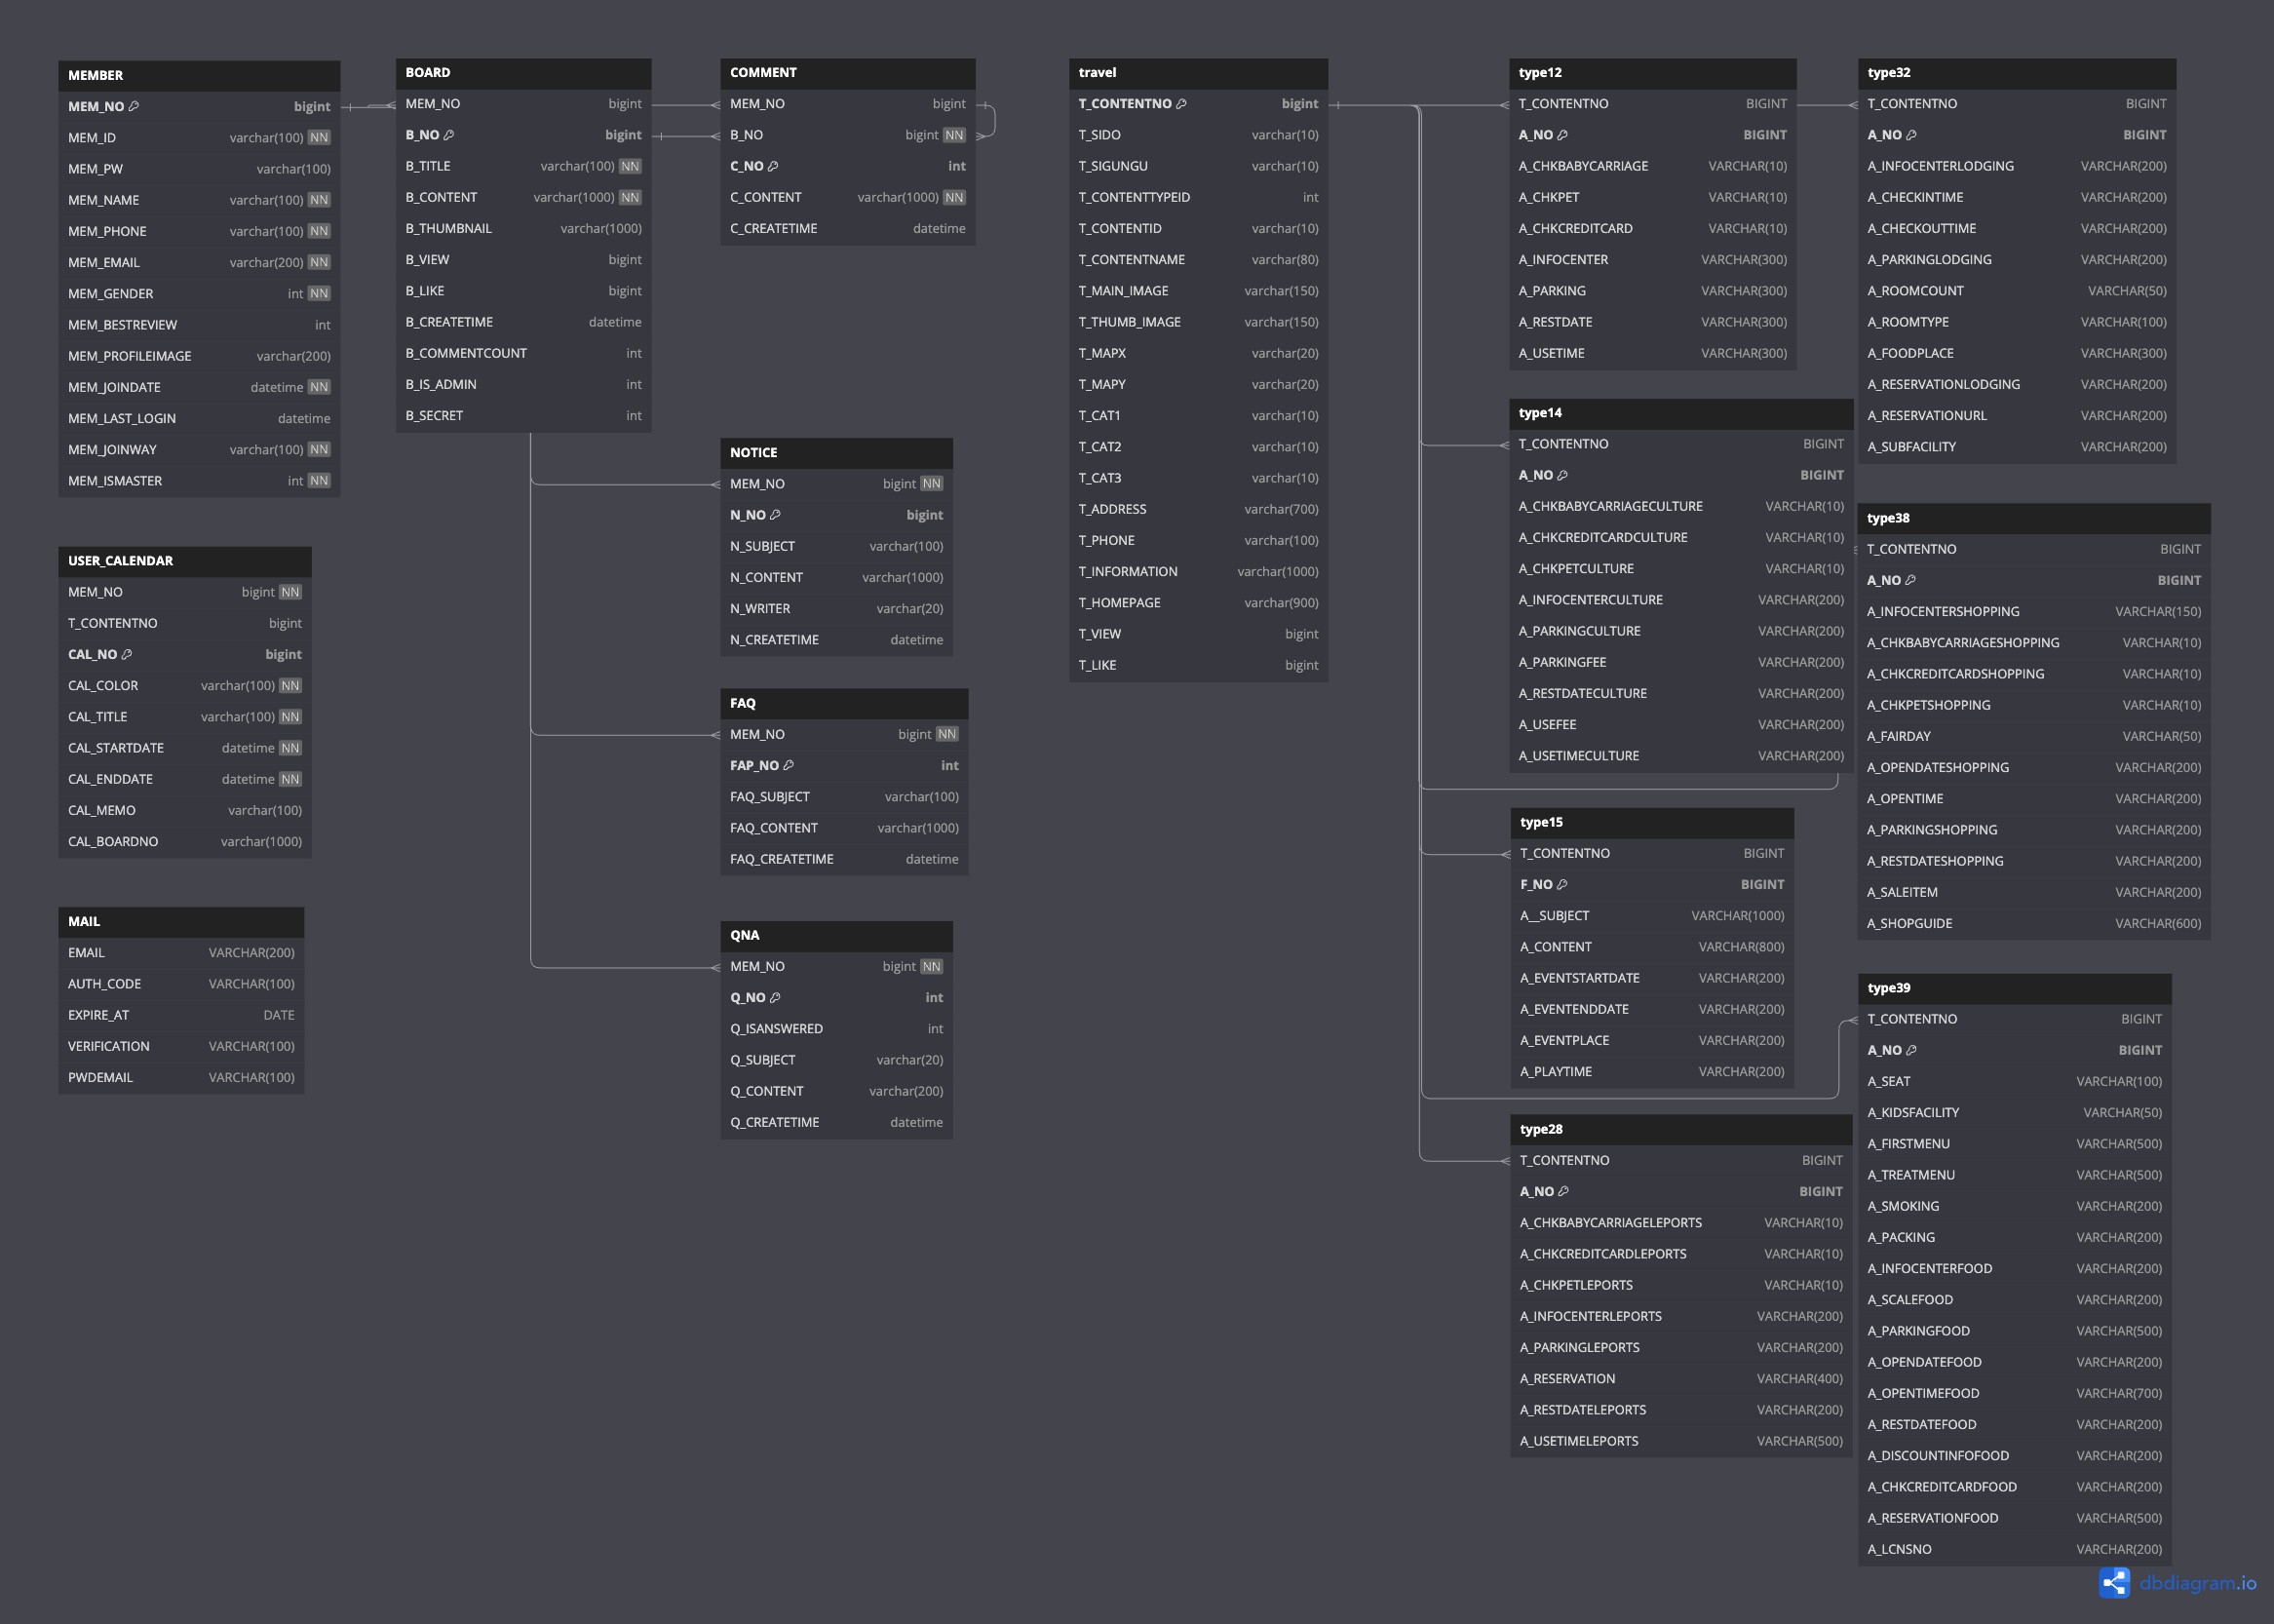 MEMBER
MEM_NO bigint
MEM_ID varchar(100) NN
MEM_PW varchar(100)
MEM_NAME varchar(100) NN
MEM_PHONE varchar(100) NN
MEM_EMAIL varchar(200) NN
MEM_GENDER int NN
MEM_BESTREVIEW int
MEM_PROFILEIMAGE varchar(200)
MEM_JOINDATE datetime NN
MEM_LAST_LOGIN datetime
MEM_JOINWAY varchar(100) NN
MEM_ISMASTER int NN
USER_CALENDAR
MEM_NO bigint NN
T_CONTENTNO bigint
CAL_NO bigint
CAL_COLOR varchar(100) NN
CAL_TITLE varchar(100) NN
CAL_STARTDATE datetime NN
CAL_ENDDATE datetime NN
CAL_MEMO varchar(100)
CAL_BOARDNO varchar(1000)
MAIL
EMAIL VARCHAR(200)
AUTH_CODE VARCHAR(100)
EXPIRE_AT DATE
VERIFICATION VARCHAR(100)
PWDEMAIL VARCHAR(100)
BOARD
MEM_NO bigint
B_NO bigint
B_TITLE varchar(100) NN
B_CONTENT varchar(1000) NN
B_THUMBNAIL varchar(1000)
B_VIEW bigint
B_LIKE bigint
B_CREATETIME datetime
B_COMMENTCOUNT int
B_IS_ADMIN int
B_SECRET int
COMMENT
MEM_NO bigint
B_NO bigint NN
C_NO int
C_CONTENT varchar(1000) NN
C_CREATETIME datetime
NOTICE
MEM_NO bigint NN
N_NO bigint
N_SUBJECT varchar(100)
N_CONTENT varchar(1000)
N_WRITER varchar(20)
N_CREATETIME datetime
FAQ
MEM_NO bigint NN
FAP_NO int
FAQ_SUBJECT varchar(100)
FAQ_CONTENT varchar(1000)
FAQ_CREATETIME datetime
QNA
MEM_NO bigint NN
Q_NO int
Q_ISANSWERED int
Q_SUBJECT varchar(20)
Q_CONTENT varchar(200)
Q_CREATETIME datetime
travel
T_CONTENTNO bigint
T_SIDO varchar(10)
T_SIGUNGU varchar(10)
T_CONTENTTYPEID int
T_CONTENTID varchar(10)
T_CONTENTNAME varchar(80)
T_MAIN_IMAGE varchar(150)
T_THUMB_IMAGE varchar(150)
T_MAPX varchar(20)
T_MAPY varchar(20)
T_CAT1 varchar(10)
T_CAT2 varchar(10)
T_CAT3 varchar(10)
T_ADDRESS varchar(700)
T_PHONE varchar(100)
T_INFORMATION varchar(1000)
T_HOMEPAGE varchar(900)
T_VIEW bigint
T_LIKE bigint
type12
T_CONTENTNO BIGINT
A_NO BIGINT
A_CHKBABYCARRIAGE VARCHAR(10)
A_CHKPET VARCHAR(10)
A_CHKCREDITCARD VARCHAR(10)
A_INFOCENTER VARCHAR(300)
A_PARKING VARCHAR(300)
A_RESTDATE VARCHAR(300)
A_USETIME VARCHAR(300)
type14
T_CONTENTNO BIGINT
A_NO BIGINT
A_CHKBABYCARRIAGECULTURE VARCHAR(10)
A_CHKCREDITCARDCULTURE VARCHAR(10)
A_CHKPETCULTURE VARCHAR(10)
A_INFOCENTERCULTURE VARCHAR(200)
A_PARKINGCULTURE VARCHAR(200)
A_PARKINGFEE VARCHAR(200)
A_RESTDATECULTURE VARCHAR(200)
A_USEFEE VARCHAR(200)
A_USETIMECULTURE VARCHAR(200)
type15
T_CONTENTNO BIGINT
F_NO BIGINT
A__SUBJECT VARCHAR(1000)
A_CONTENT VARCHAR(800)
A_EVENTSTARTDATE VARCHAR(200)
A_EVENTENDDATE VARCHAR(200)
A_EVENTPLACE VARCHAR(200)
A_PLAYTIME VARCHAR(200)
type28
T_CONTENTNO BIGINT
A_NO BIGINT
A_CHKBABYCARRIAGELEPORTS VARCHAR(10)
A_CHKCREDITCARDLEPORTS VARCHAR(10)
A_CHKPETLEPORTS VARCHAR(10)
A_INFOCENTERLEPORTS VARCHAR(200)
A_PARKINGLEPORTS VARCHAR(200)
A_RESERVATION VARCHAR(400)
A_RESTDATELEPORTS VARCHAR(200)
A_USETIMELEPORTS VARCHAR(500)
type32
T_CONTENTNO BIGINT
A_NO BIGINT
A_INFOCENTERLODGING VARCHAR(200)
A_CHECKINTIME VARCHAR(200)
A_CHECKOUTTIME VARCHAR(200)
A_PARKINGLODGING VARCHAR(200)
A_ROOMCOUNT VARCHAR(50)
A_ROOMTYPE VARCHAR(100)
A_FOODPLACE VARCHAR(300)
A_RESERVATIONLODGING VARCHAR(200)
A_RESERVATIONURL VARCHAR(200)
A_SUBFACILITY VARCHAR(200)
type38
T_CONTENTNO BIGINT
A_NO BIGINT
A_INFOCENTERSHOPPING VARCHAR(150)
A_CHKBABYCARRIAGESHOPPING VARCHAR(10)
A_CHKCREDITCARDSHOPPING VARCHAR(10)
A_CHKPETSHOPPING VARCHAR(10)
A_FAIRDAY VARCHAR(50)
A_OPENDATESHOPPING VARCHAR(200)
A_OPENTIME VARCHAR(200)
A_PARKINGSHOPPING VARCHAR(200)
A_RESTDATESHOPPING VARCHAR(200)
A_SALEITEM VARCHAR(200)
A_SHOPGUIDE VARCHAR(600)
type39
T_CONTENTNO BIGINT
A_NO BIGINT
A_SEAT VARCHAR(100)
A_KIDSFACILITY VARCHAR(50)
A_FIRSTMENU VARCHAR(500)
A_TREATMENU VARCHAR(500)
A_SMOKING VARCHAR(200)
A_PACKING VARCHAR(200)
A_INFOCENTERFOOD VARCHAR(200)
A_SCALEFOOD VARCHAR(200)
A_PARKINGFOOD VARCHAR(500)
A_OPENDATEFOOD VARCHAR(200)
A_OPENTIMEFOOD VARCHAR(700)
A_RESTDATEFOOD VARCHAR(200)
A_DISCOUNTINFOFOOD VARCHAR(200)
A_CHKCREDITCARDFOOD VARCHAR(200)
A_RESERVATIONFOOD VARCHAR(500)
A_LCNSNO VARCHAR(200)
dbdiagram.io